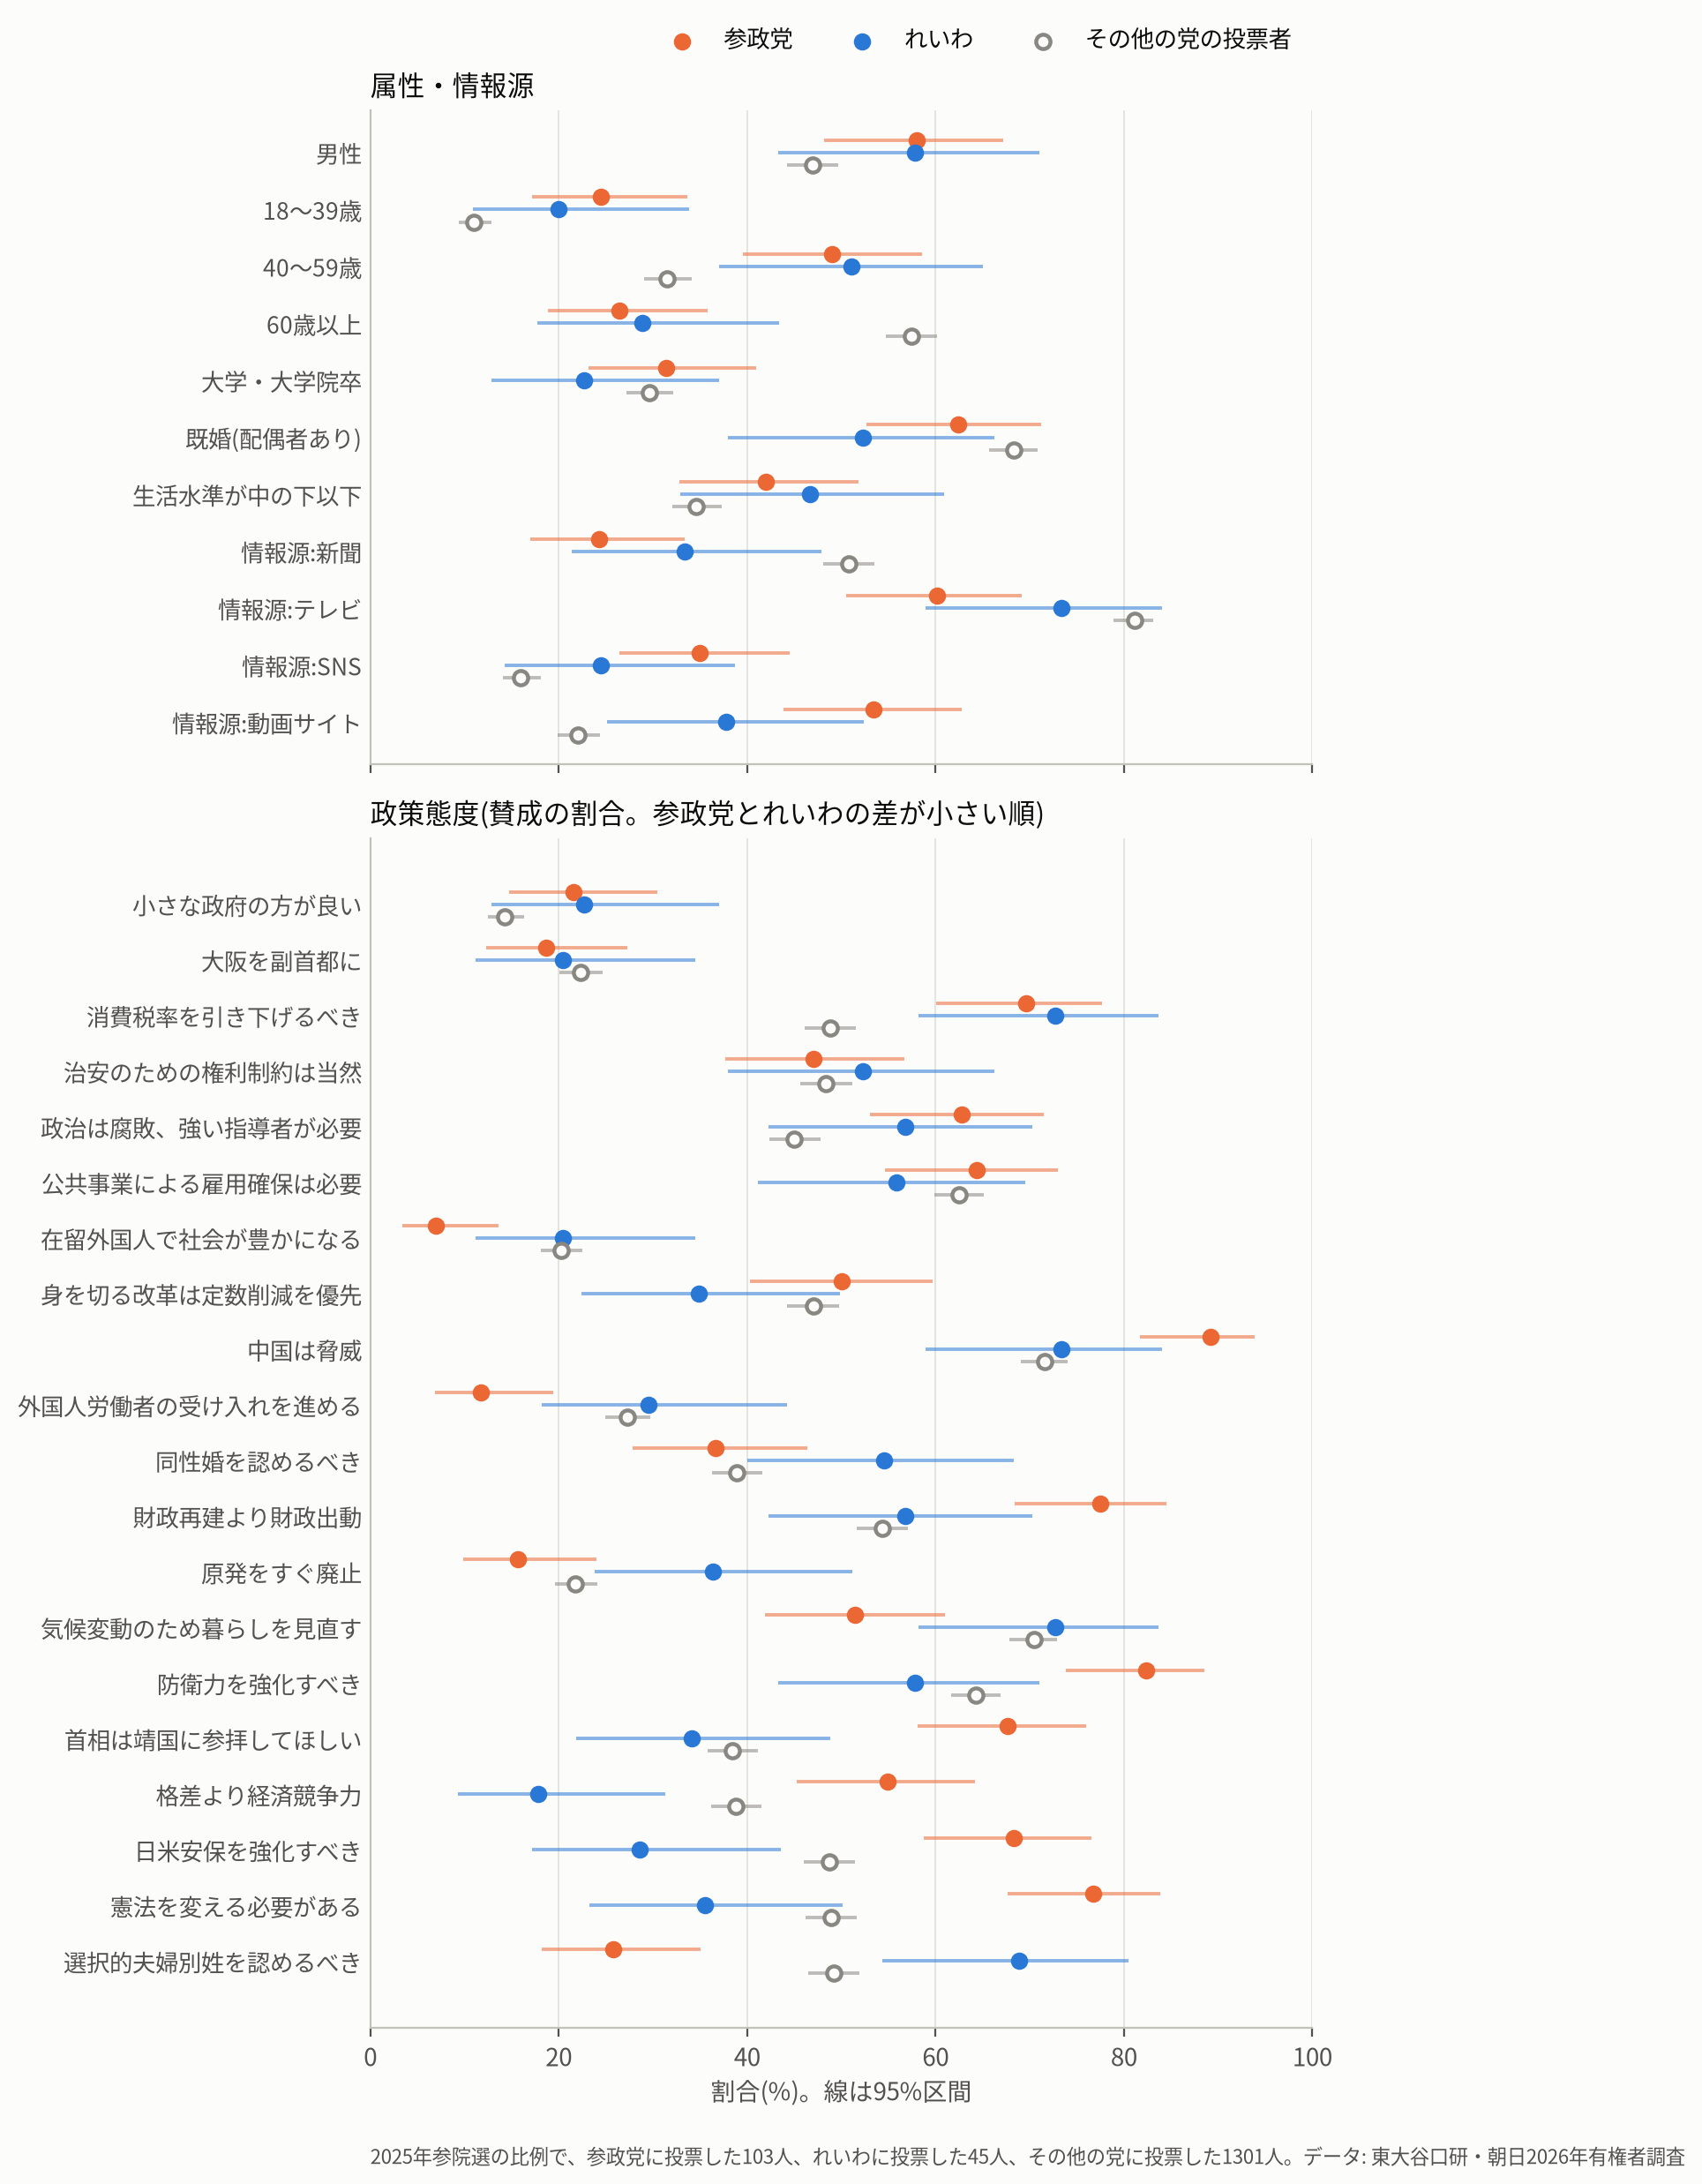 参政党 れいわ その他の党の投票者
属性・情報源
男性
18〜39歳
40〜59歳
60歳以上
大学・大学院卒
既婚(配偶者あり)
生活水準が中の下以下
情報源:新聞
情報源:テレビ
情報源:SNS
情報源:動画サイト
政策態度(賛成の割合。参政党とれいわの差が小さい順)
小さな政府の方が良い
大阪を副首都に
消費税率を引き下げるべき
治安のための権利制約は当然
政治は腐敗、強い指導者が必要
公共事業による雇用確保は必要
在留外国人で社会が豊かになる
身を切る改革は定数削減を優先
中国は脅威
外国人労働者の受け入れを進める
同性婚を認めるべき
財政再建より財政出動
原発をすぐ廃止
気候変動のため暮らしを見直す
防衛力を強化すべき
首相は靖国に参拝してほしい
格差より経済競争力
日米安保を強化すべき
憲法を変える必要がある
選択的夫婦別姓を認めるべき
0 20 40 60 80 100
割合(%)。線は95%区間
2025年参院選の比例で、参政党に投票した103人、れいわに投票した45人、その他の党に投票した1301人。データ: 東大谷口研・朝日2026年有権者調査